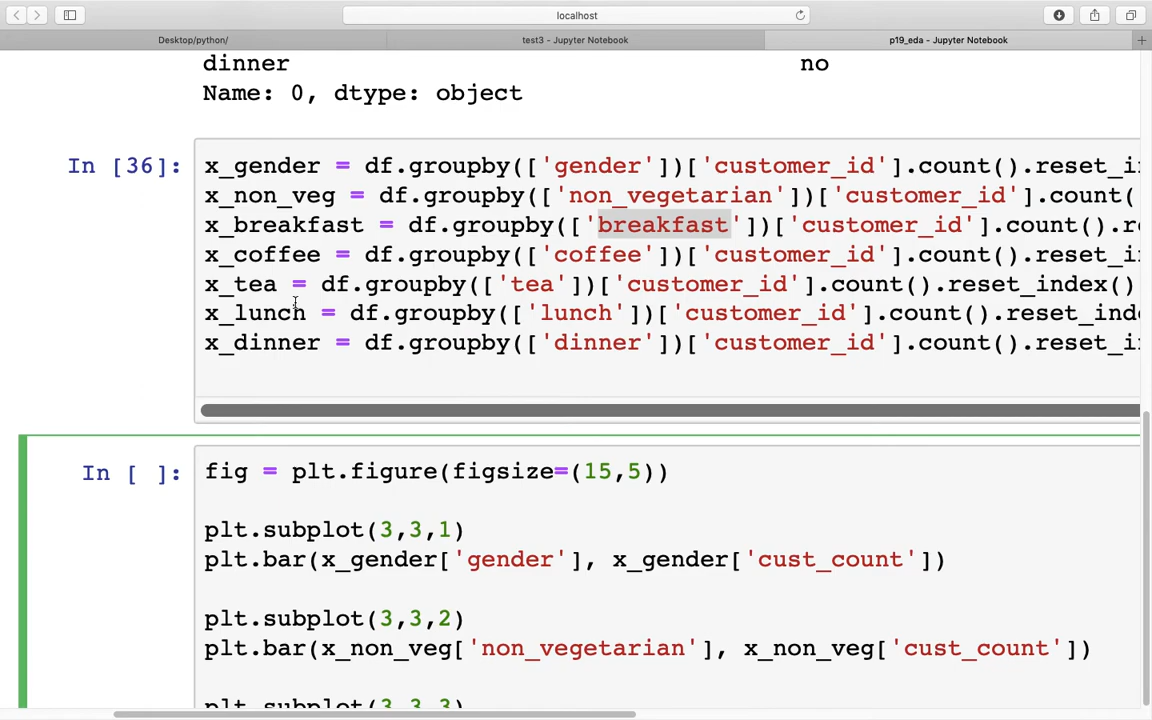 localhost
Desktop/python/
test3 - Jupyter Notebook
p19_eda - Jupyter Notebook
dinner no
Name: 0, dtype: object
In [36]:
x_gender = df.groupby(['gender'])['customer_id'].count().reset_i
x_non_veg = df.groupby(['non_vegetarian'])['customer_id'].count(
x_breakfast = df.groupby(['breakfast'])['customer_id'].count().r
x_coffee = df.groupby(['coffee'])['customer_id'].count().reset_i
x_tea = df.groupby(['tea'])['customer_id'].count().reset_index()
x_lunch = df.groupby(['lunch'])['customer_id'].count().reset_ind
x_dinner = df.groupby(['dinner'])['customer_id'].count().reset_i
In [ ]:
fig = plt.figure(figsize=(15,5))
plt.subplot(3,3,1)
plt.bar(x_gender['gender'], x_gender['cust_count'])
plt.subplot(3,3,2)
plt.bar(x_non_veg['non_vegetarian'], x_non_veg['cust_count'])
plt.subplot(3,3,3)